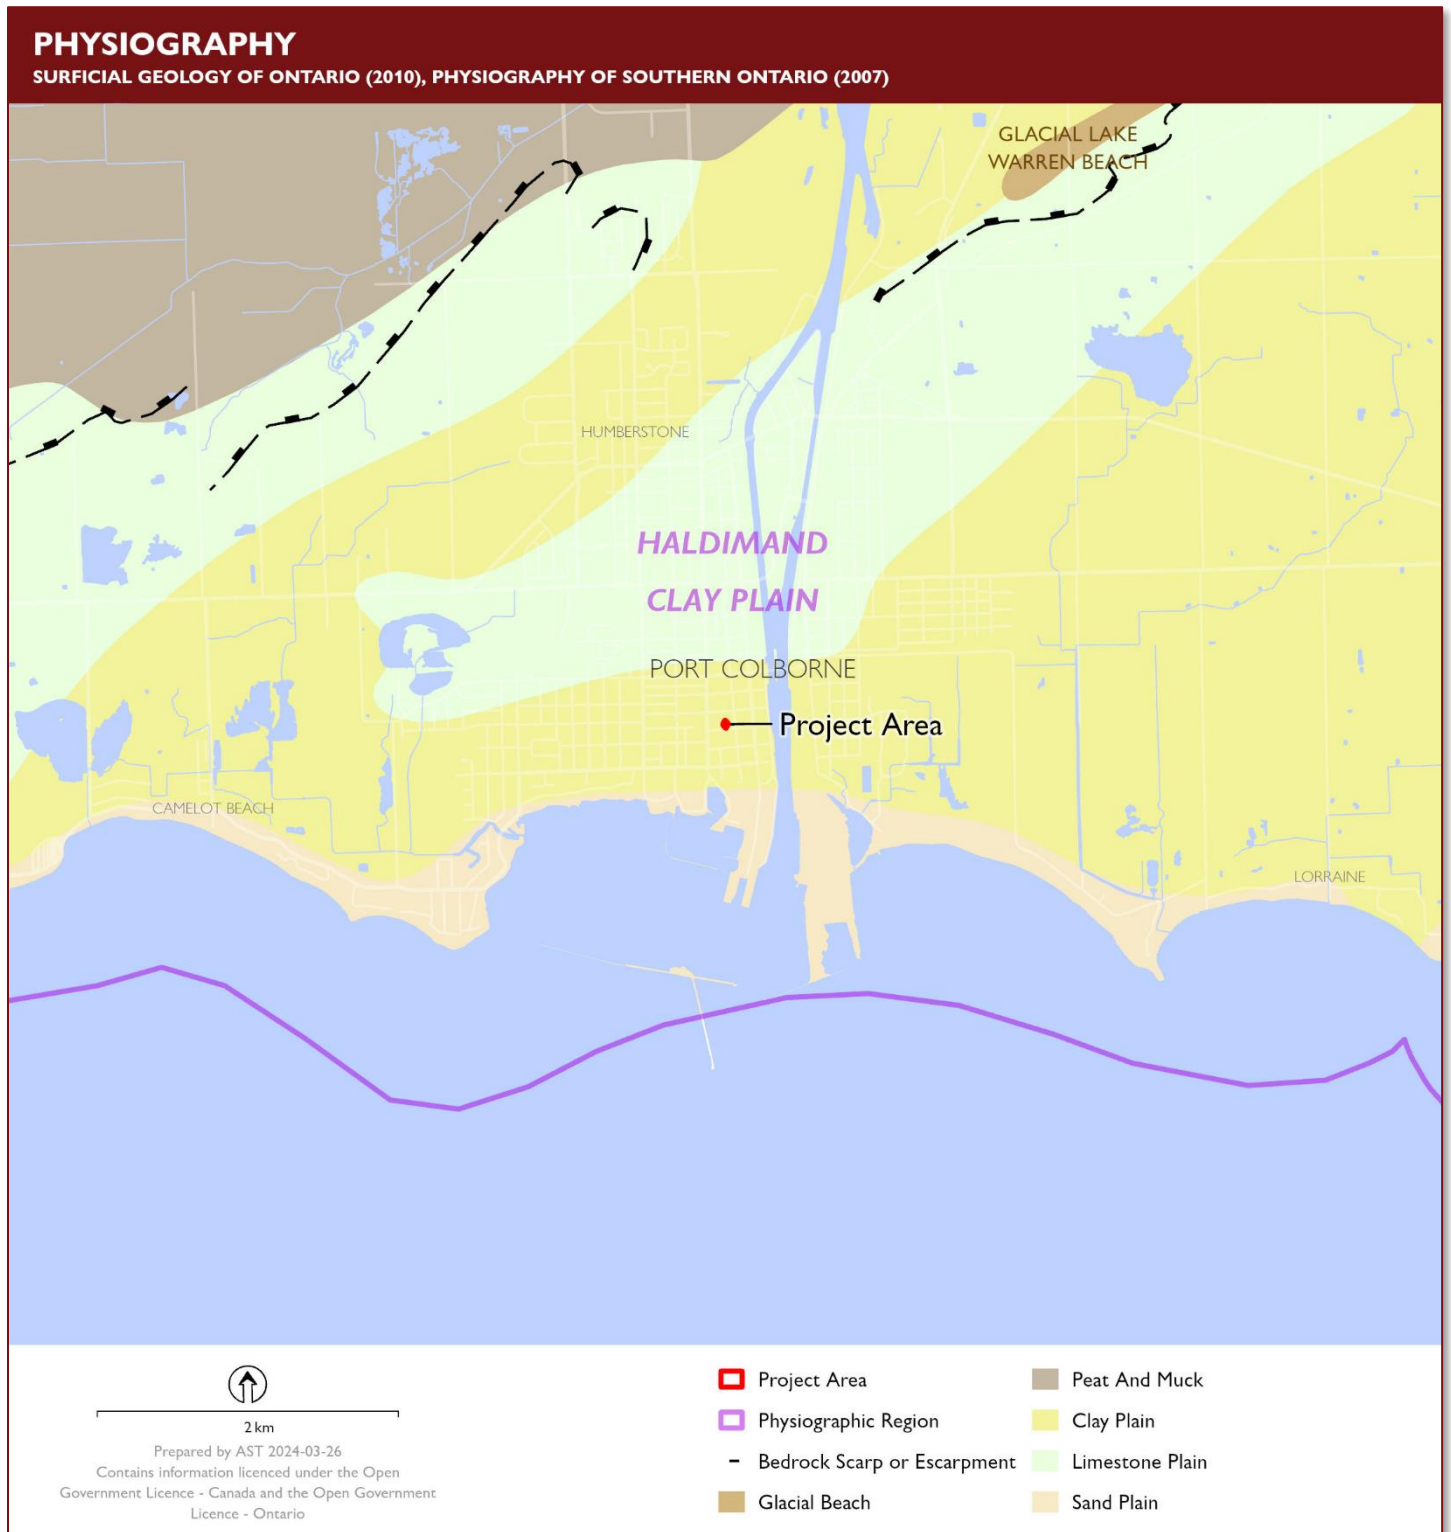 PHYSIOGRAPHY
SURFICIAL GEOLOGY OF ONTARIO (2010), PHYSIOGRAPHY OF SOUTHERN ONTARIO (2007)
GLACIAL LAKE
WARREN BEACH
HUMBERSTONE
HALDIMAND
CLAY PLAIN
PORT COLBORNE
Project Area
CAMELOT BEACH
LORRAINE
2 km
Prepared by AST 2024-03-26
Contains information licenced under the Open
Government Licence - Canada and the Open Government
Licence - Ontario
Project Area
Physiographic Region
Bedrock Scarp or Escarpment
Glacial Beach
Peat And Muck
Clay Plain
Limestone Plain
Sand Plain